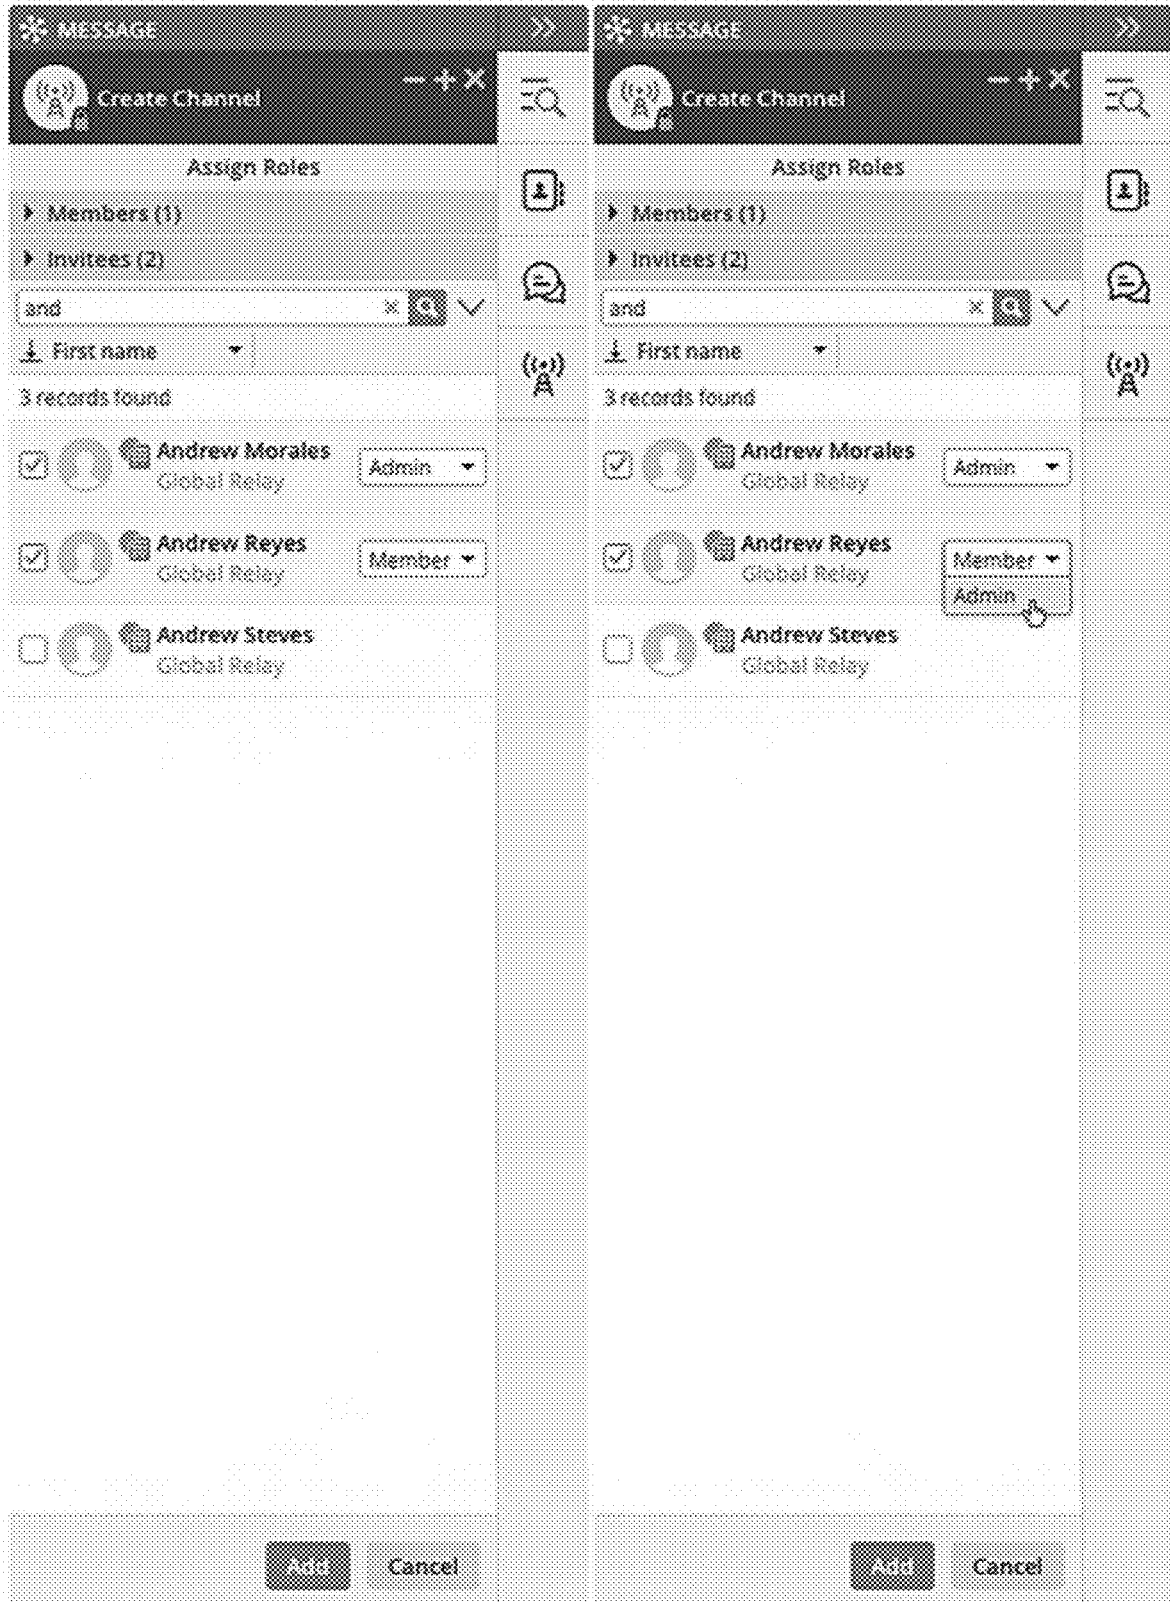 MESSAGE
Create Channel
Assign Roles
Members (1)
Invitees (2)
and
First name
3 records found
Andrew Morales
Global Relay
Admin
Andrew Reyes
Global Relay
Member
Andrew Steves
Global Relay
Add
Cancel
MESSAGE
Create Channel
Assign Roles
Members (1)
Invitees (2)
and
First name
3 records found
Andrew Morales
Global Relay
Admin
Andrew Reyes
Global Relay
Member
Admin
Andrew Steves
Global Relay
Add
Cancel